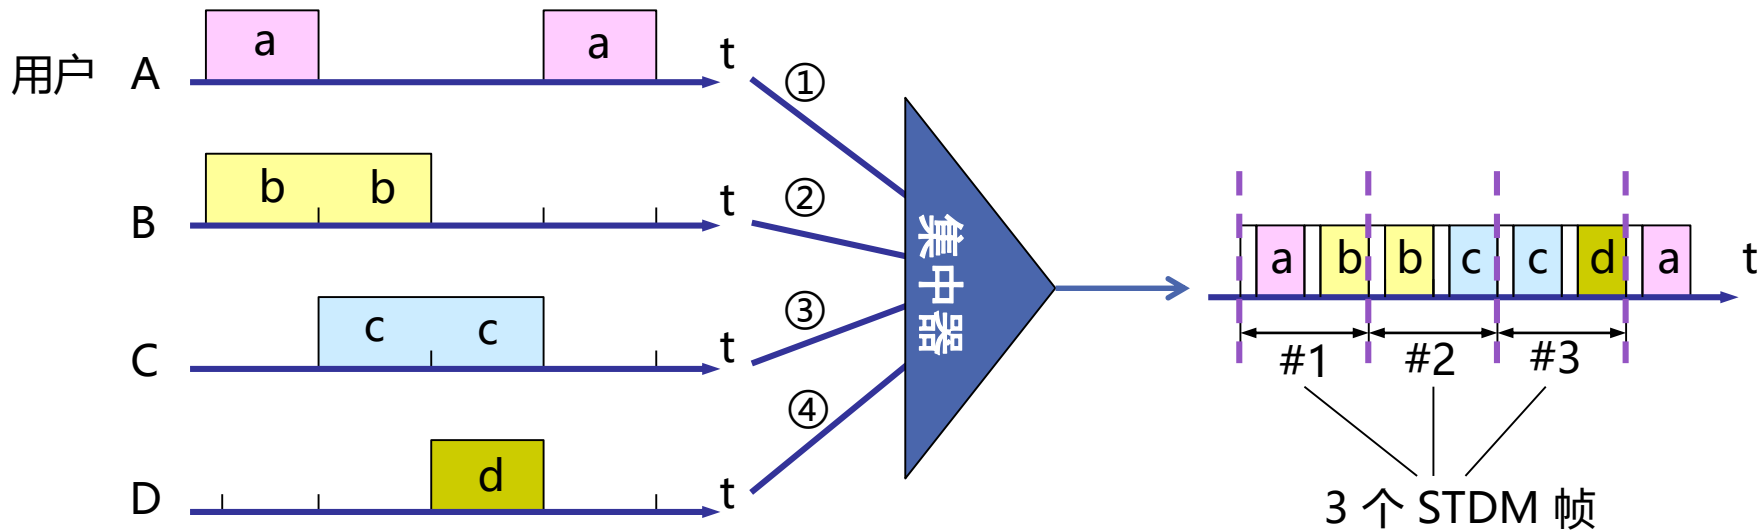 用户 A a a t
①
B b b t
②
C c c t
③
D d t
④
集中器
a b b c c d a t
#1 #2 #3
3 个 STDM 帧